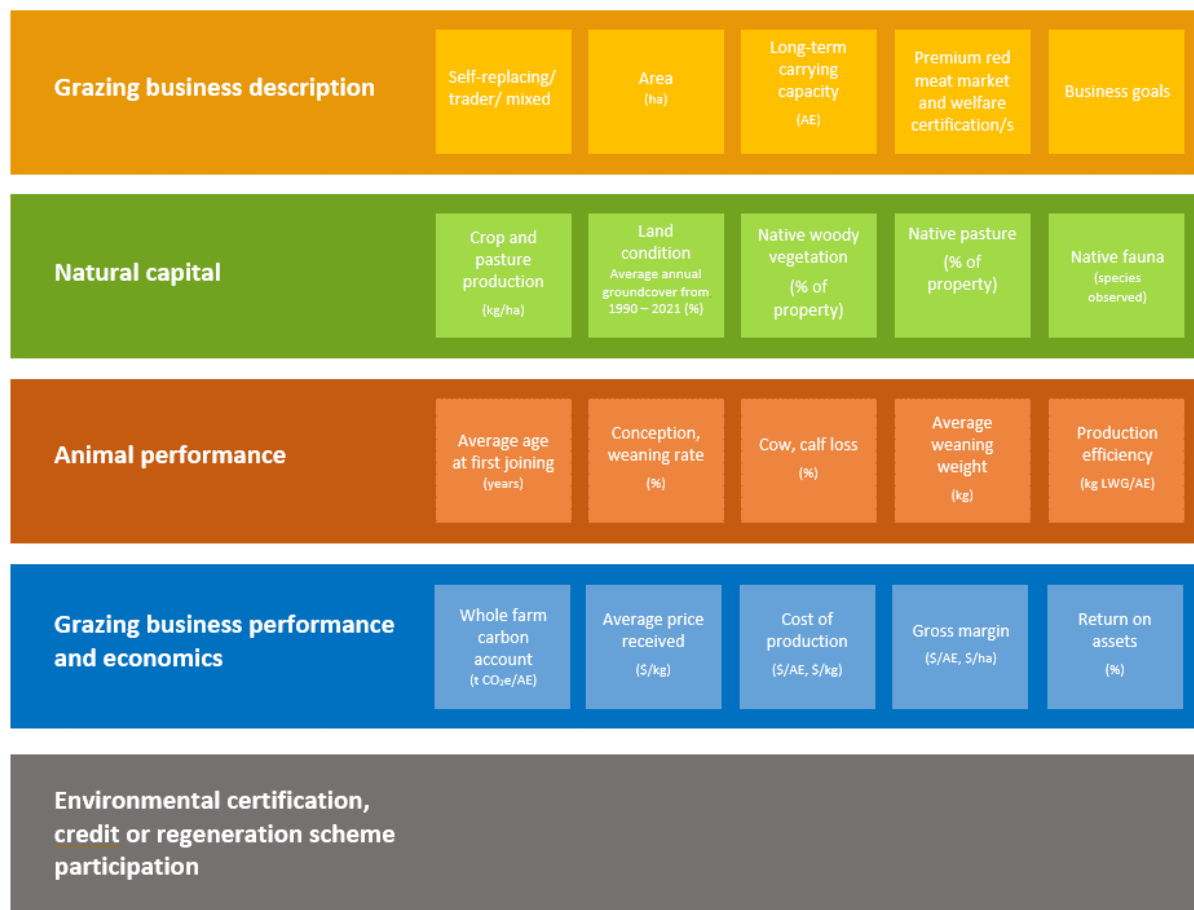 Grazing business description
Self-replacing/
trader/ mixed
Area
(ha)
Long-term
carrying
capacity
(AE)
Premium red
meat market
and welfare
certification/s
Business goals
Natural capital
Crop and
pasture
production
(kg/ha)
Land
condition
Average annual
groundcover from
1990 – 2021 (%)
Native woody
vegetation
(% of
property)
Native pasture
(% of
property)
Native fauna
(species
observed)
Animal performance
Average age
at first joining
(years)
Conception,
weaning rate
(%)
Cow, calf loss
(%)
Average
weaning
weight
(kg)
Production
efficiency
(kg LWG/AE)
Grazing business performance
and economics
Whole farm
carbon
account
(t CO₂e/AE)
Average price
received
($/kg)
Cost of
production
($/AE, $/kg)
Gross margin
($/AE, $/ha)
Return on
assets
(%)
Environmental certification,
credit or regeneration scheme
participation